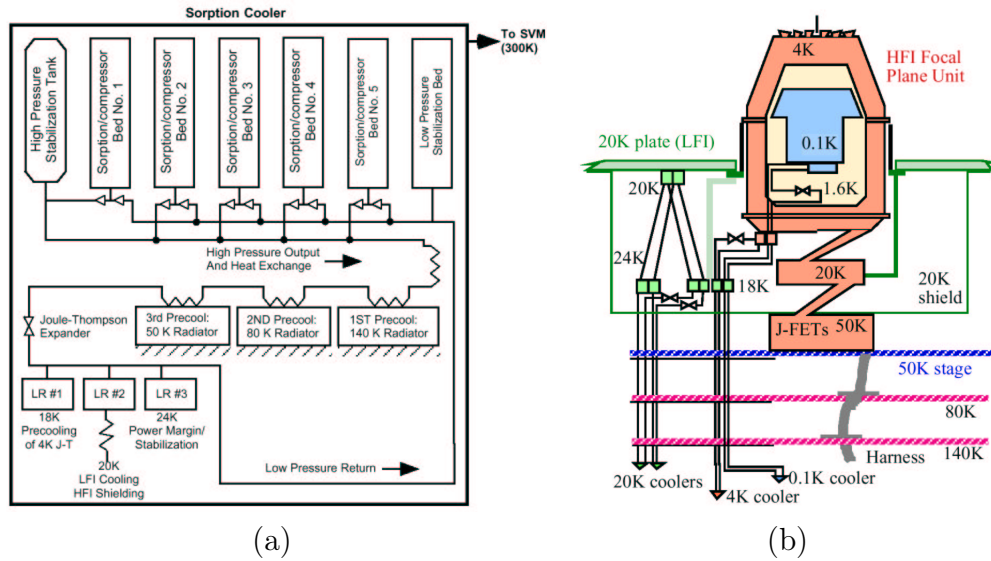 Sorption Cooler
To SVM
(300K)
High Pressure
Stabilization Tank
Sorption/compressor
Bed No. 1
Sorption/compressor
Bed No. 2
Sorption/compressor
Bed No. 3
Sorption/compressor
Bed No. 4
Sorption/compressor
Bed No. 5
Low Pressure
Stabilization Bed
High Pressure Output
And Heat Exchange
Joule-Thompson
Expander
3rd Precool:
50 K Radiator
2ND Precool:
80 K Radiator
1ST Precool:
140 K Radiator
LR #1
LR #2
LR #3
18K
Precooling
of 4K J-T
24K
Power Margin/
Stabilization
20K
LFI Cooling
HFI Shielding
Low Pressure Return
(a)
4K
HFI Focal
Plane Unit
0.1K
20K plate (LFI)
20K
1.6K
24K
18K
20K
20K
shield
J-FETs
50K
50K stage
80K
140K
Harness
20K coolers
0.1K cooler
4K cooler
(b)